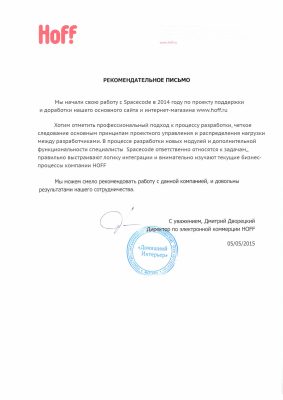 Hoff
www.hoff.ru
РЕКОМЕНДАТЕЛЬНОЕ ПИСЬМО
Мы начали свою работу с Spacecode в 2014 году по проекту поддержки
и доработки нашего основного сайта и интернет-магазина www.hoff.ru
Хотим отметить профессиональный подход к процессу разработки, четкое
следование основным принципам проектного управления и распределения нагрузки
между разработчиками. В процессе разработки новых модулей и дополнительной
функциональности специалисты Spacecode ответственно относятся к задачам,
правильно выстраивают логику интеграции и внимательно изучают текущие бизнес-
процессы компании HOFF
Мы можем смело рекомендовать работу с данной компанией, и довольны
результатами нашего сотрудничества.
С уважением, Дмитрий Дворецкий
Директор по электронной коммерции HOFF
05/05/2015
«Домашний
Интерьер»